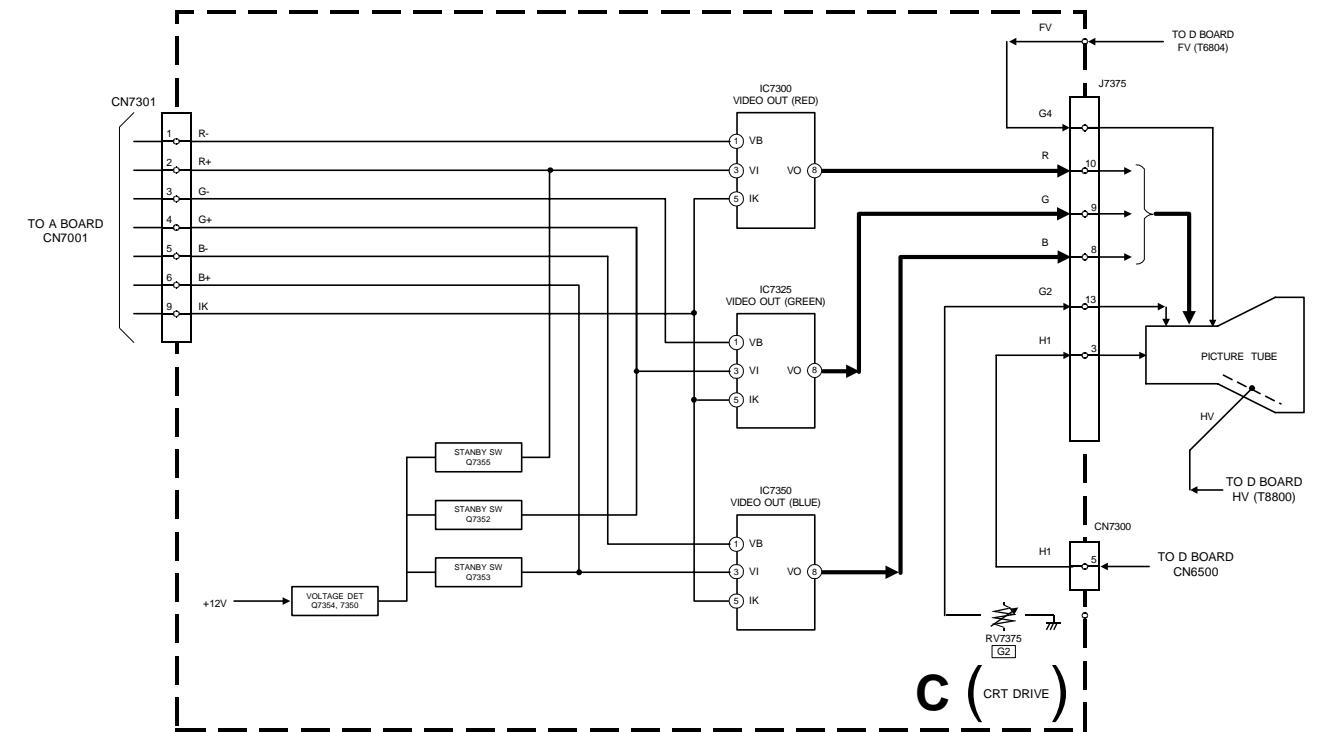 FV
TO D BOARD
FV (T6804)
J7375
CN7301
IC7300
VIDEO OUT (RED)
G4
1 R-
1 VB
2 R+
3 VI
VO 8
R
10
3 G-
5 IK
G
9
TO A BOARD
CN7001
4 G+
5 B-
B
8
6 B+
9 IK
IC7325
VIDEO OUT (GREEN)
G2
13
1 VB
H1
3
PICTURE TUBE
3 VI
VO 8
5 IK
HV
STANBY SW
Q7355
TO D BOARD
HV (T8800)
IC7350
VIDEO OUT (BLUE)
STANBY SW
Q7352
CN7300
1 VB
H1
5
TO D BOARD
CN6500
STANBY SW
Q7353
3 VI
VO 8
+12V
VOLTAGE DET
Q7354, 7350
5 IK
RV7375
G2
C (CRT DRIVE)